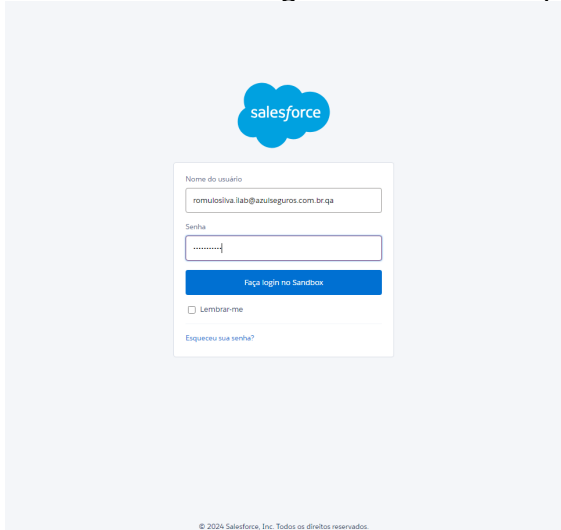 salesforce
Nome do usuário
romulosilva.ilab@azulseguros.com.br.qa
Senha
Faça login no Sandbox
Lembrar-me
Esqueceu sua senha?
© 2024 Salesforce, Inc. Todos os direitos reservados.